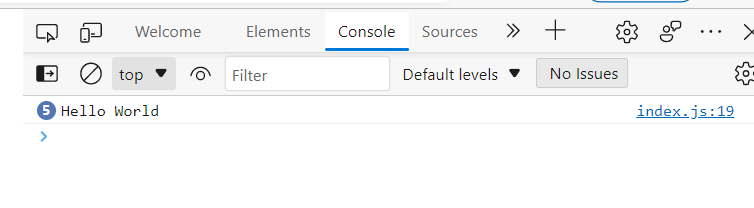 Welcome Elements Console Sources
top Filter Default levels No Issues
5 Hello World index.js:19